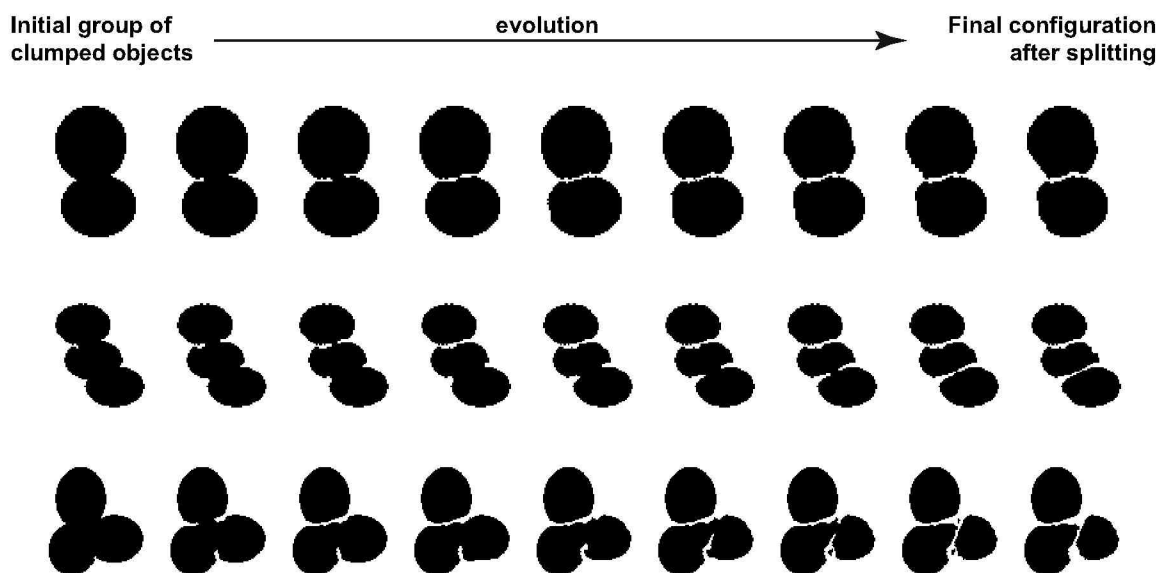 Initial group of
clumped objects
evolution
Final configuration
after splitting